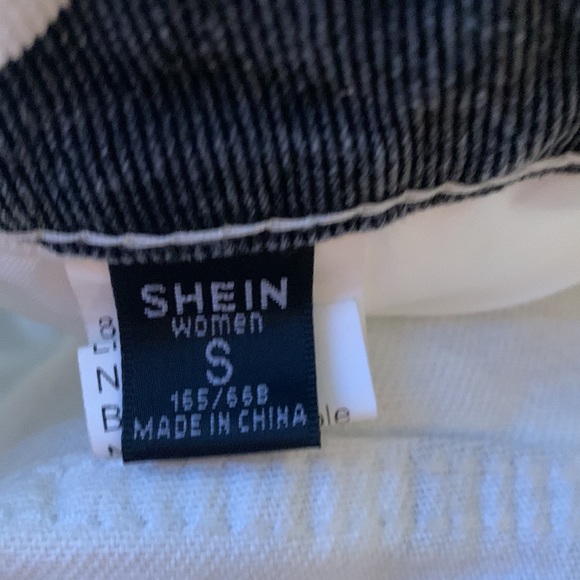 SHEIN
women
S
165/66B
MADE IN CHINA
N
B